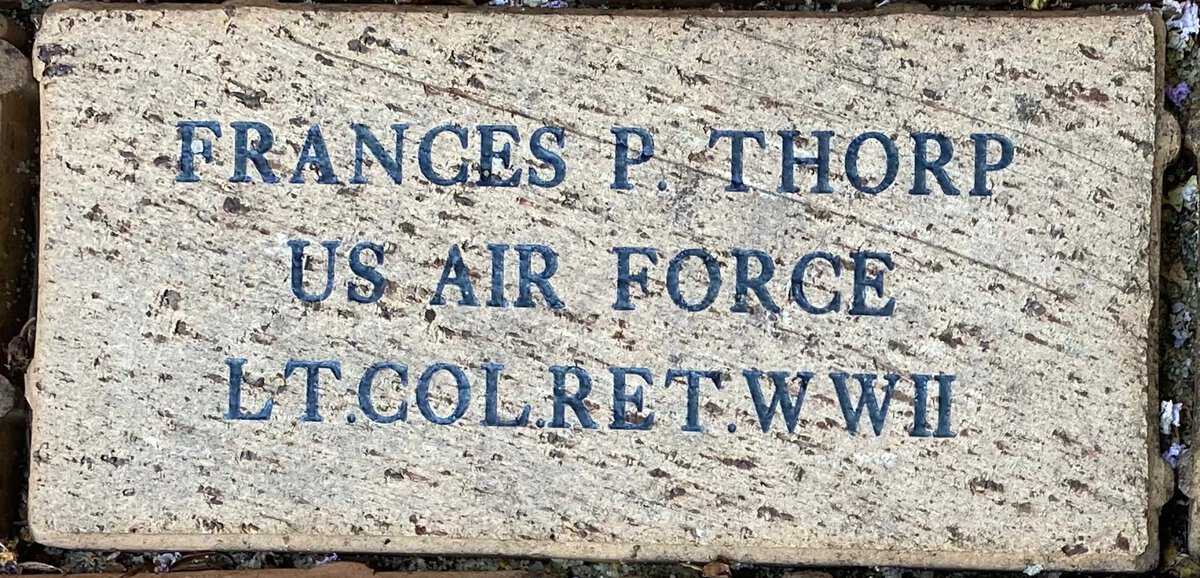 FRANCES P. THORP
US AIR FORCE
LT.COL.RET.WWII